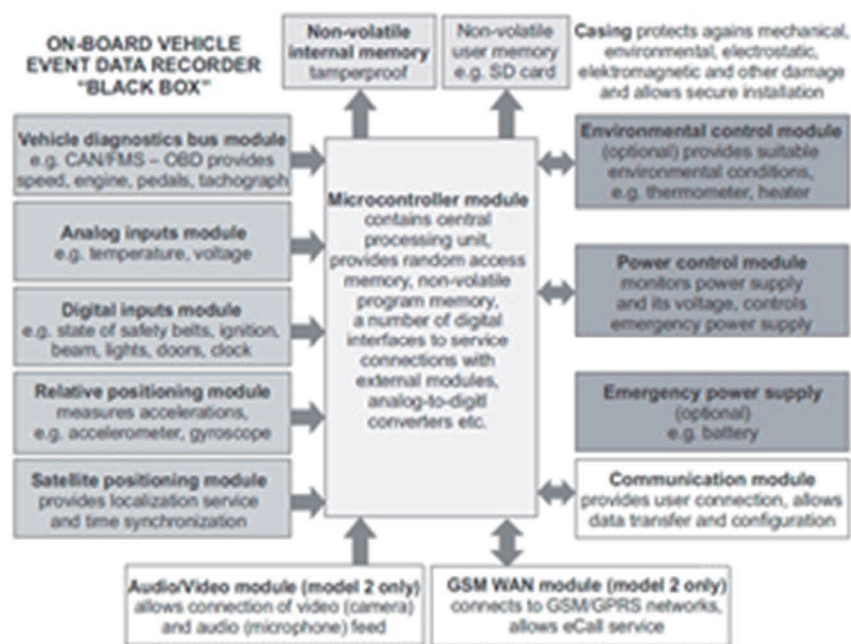 ON-BOARD VEHICLE
EVENT DATA RECORDER
"BLACK BOX"
Non-volatile
internal memory
tamperproof
Non-volatile
user memory
e.g. SD card
Casing protects agains mechanical,
environmental, electrostatic,
elektromagnetic and other damage
and allows secure installation
Vehicle diagnostics bus module
e.g. CAN/FMS – OBD provides
speed, engine, pedals, tachograph
Analog inputs module
e.g. temperature, voltage
Digital inputs module
e.g. state of safety belts, ignition,
beam, lights, doors, clock
Relative positioning module
measures accelerations,
e.g. accelerometer, gyroscope
Satellite positioning module
provides localization service
and time synchronization
Microcontroller module
contains central
processing unit,
provides random access
memory, non-volatile
program memory,
a number of digital
interfaces to service
connections with
external modules,
analog-to-digitl
converters etc.
Environmental control module
(optional) provides suitable
environmental conditions,
e.g. thermometer, heater
Power control module
monitors power supply
and its voltage, controls
emergency power supply
Emergency power supply
(optional)
e.g. battery
Communication module
provides user connection, allows
data transfer and configuration
Audio/Video module (model 2 only)
allows connection of video (camera)
and audio (microphone) feed
GSM WAN module (model 2 only)
connects to GSM/GPRS networks,
allows eCall service